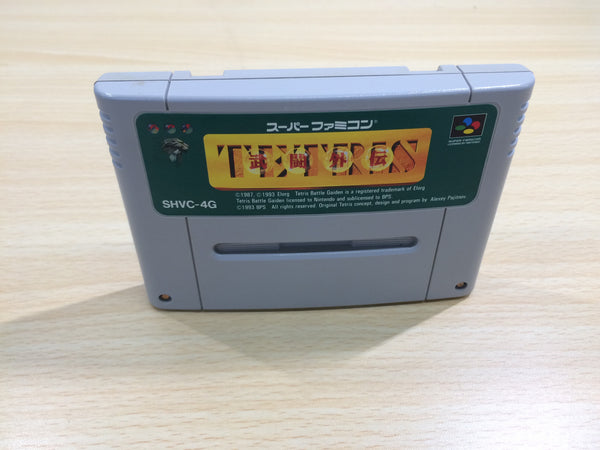 スーパーファミコン®
TETRIS
武闘外伝
SHVC-4G
©1987, ©1993 Elorg. Tetris Battle Gaiden is a registered trademark of Elorg
Tetris Battle Gaiden licensed to Nintendo and sublicensed to BPS
©1993 BPS All rights reserved. Original Tetris concept, design and program by Alexey Pajitnov.